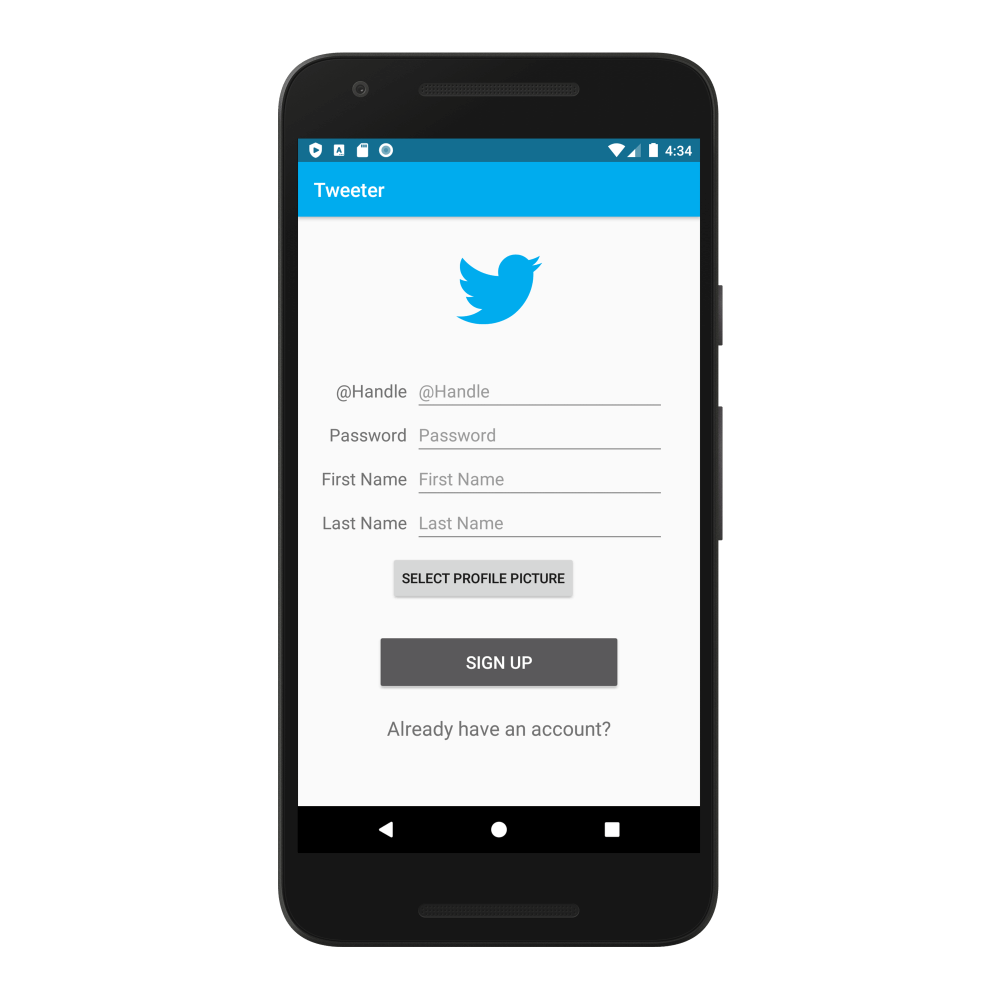 4:34
Tweeter
@Handle @Handle
Password Password
First Name First Name
Last Name Last Name
SELECT PROFILE PICTURE
SIGN UP
Already have an account?